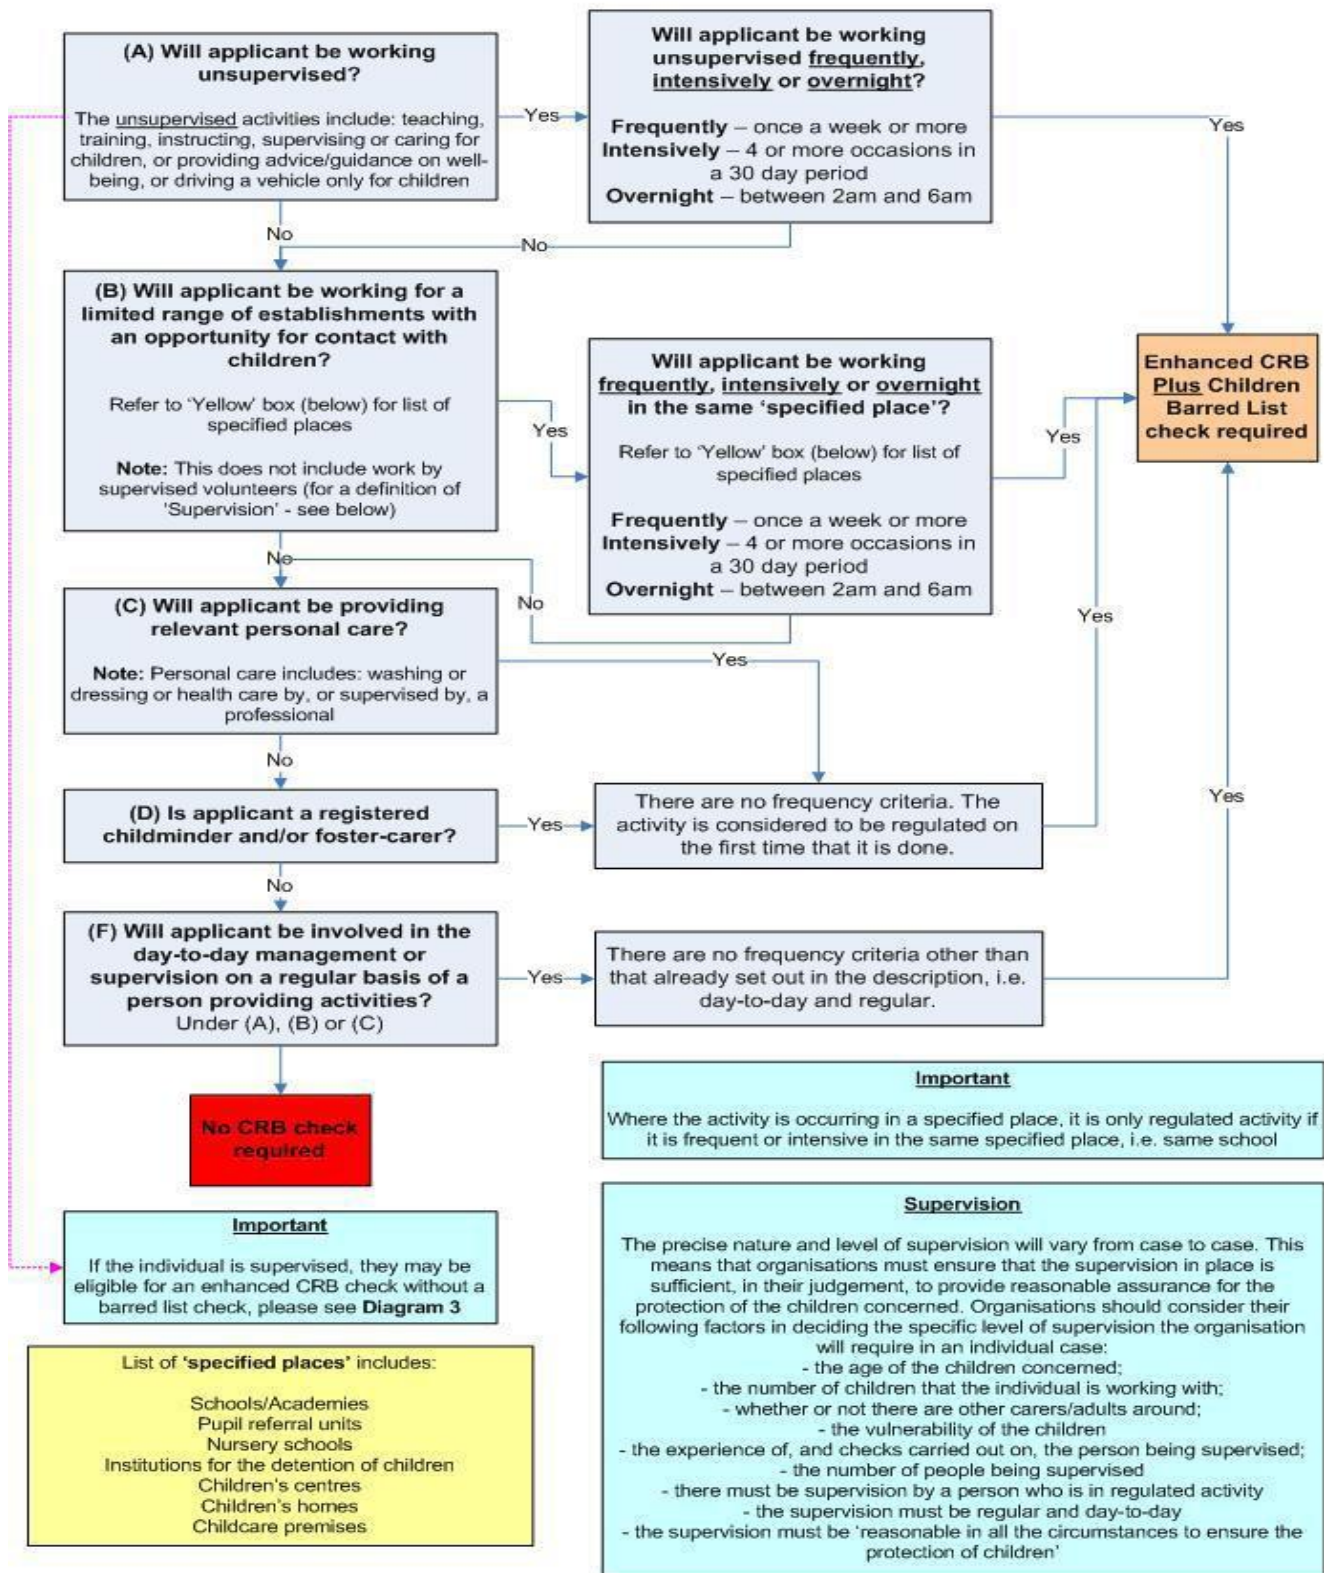 (A) Will applicant be working
unsupervised?
The unsupervised activities include: teaching,
training, instructing, supervising or caring for
children, or providing advice/guidance on well-
being, or driving a vehicle only for children
Yes
Will applicant be working
unsupervised frequently,
intensively or overnight?
Frequently – once a week or more
Intensively – 4 or more occasions in
a 30 day period
Overnight – between 2am and 6am
Yes
No
No
(B) Will applicant be working for a
limited range of establishments with
an opportunity for contact with
children?
Refer to 'Yellow' box (below) for list of
specified places
Note: This does not include work by
supervised volunteers (for a definition of
'Supervision' - see below)
Yes
Will applicant be working
frequently, intensively or overnight
in the same 'specified place'?
Refer to 'Yellow' box (below) for list of
specified places
Frequently – once a week or more
Intensively – 4 or more occasions in
a 30 day period
Overnight – between 2am and 6am
Yes
Enhanced CRB
Plus Children
Barred List
check required
No
No
(C) Will applicant be providing
relevant personal care?
Note: Personal care includes: washing or
dressing or health care by, or supervised by, a
professional
Yes
Yes
No
(D) Is applicant a registered
childminder and/or foster-carer?
Yes
There are no frequency criteria. The
activity is considered to be regulated on
the first time that it is done.
Yes
No
(F) Will applicant be involved in the
day-to-day management or
supervision on a regular basis of a
person providing activities?
Under (A), (B) or (C)
Yes
There are no frequency criteria other than
that already set out in the description, i.e.
day-to-day and regular.
No CRB check
required
Important
Where the activity is occurring in a specified place, it is only regulated activity if
it is frequent or intensive in the same specified place, i.e. same school
Important
If the individual is supervised, they may be
eligible for an enhanced CRB check without a
barred list check, please see Diagram 3
Supervision
The precise nature and level of supervision will vary from case to case. This
means that organisations must ensure that the supervision in place is
sufficient, in their judgement, to provide reasonable assurance for the
protection of the children concerned. Organisations should consider their
following factors in deciding the specific level of supervision the organisation
will require in an individual case:
- the age of the children concerned;
- the number of children that the individual is working with;
- whether or not there are other carers/adults around;
- the vulnerability of the children
- the experience of, and checks carried out on, the person being supervised;
- the number of people being supervised
- there must be supervision by a person who is in regulated activity
- the supervision must be regular and day-to-day
- the supervision must be 'reasonable in all the circumstances to ensure the
protection of children'
List of 'specified places' includes:
Schools/Academies
Pupil referral units
Nursery schools
Institutions for the detention of children
Children's centres
Children's homes
Childcare premises